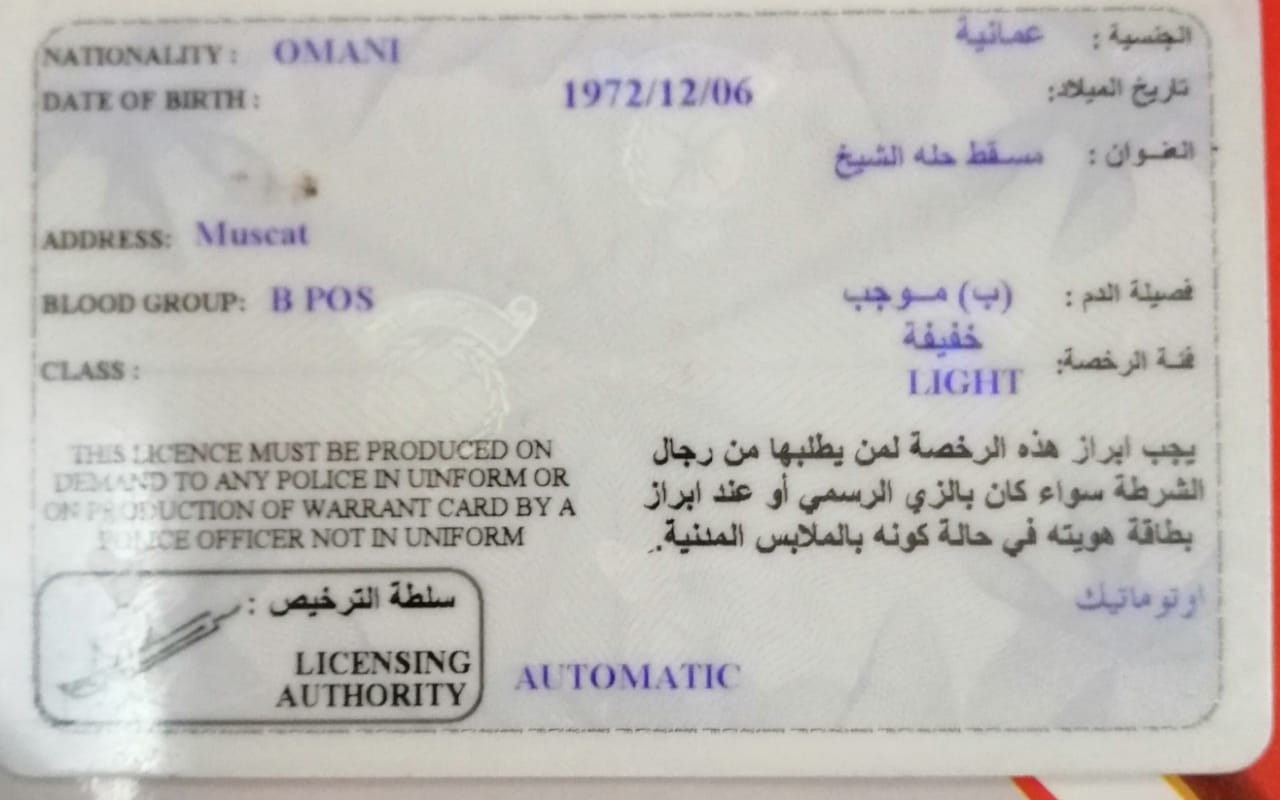 NATIONALITY : OMANI عمانية الجنسية :
DATE OF BIRTH : 1972/12/06 تاريخ الميلاد:
مسقط حله الشيخ العنوان :
ADDRESS: Muscat
BLOOD GROUP: B POS (ب) موجب فصيلة الدم :
خفيفة
CLASS : فئة الرخصة:
LIGHT
THIS LICENCE MUST BE PRODUCED ON
DEMAND TO ANY POLICE IN UINFORM OR
ON PRODUCTION OF WARRANT CARD BY A
POLICE OFFICER NOT IN UNIFORM
يجب ابراز هذه الرخصة لمن يطلبها من رجال
الشرطة سواء كان بالزي الرسمي أو عند ابراز
بطاقة هويته في حالة كونه بالملابس المدنية.
اوتوماتيك
سلطة الترخيص :
LICENSING
AUTHORITY
AUTOMATIC